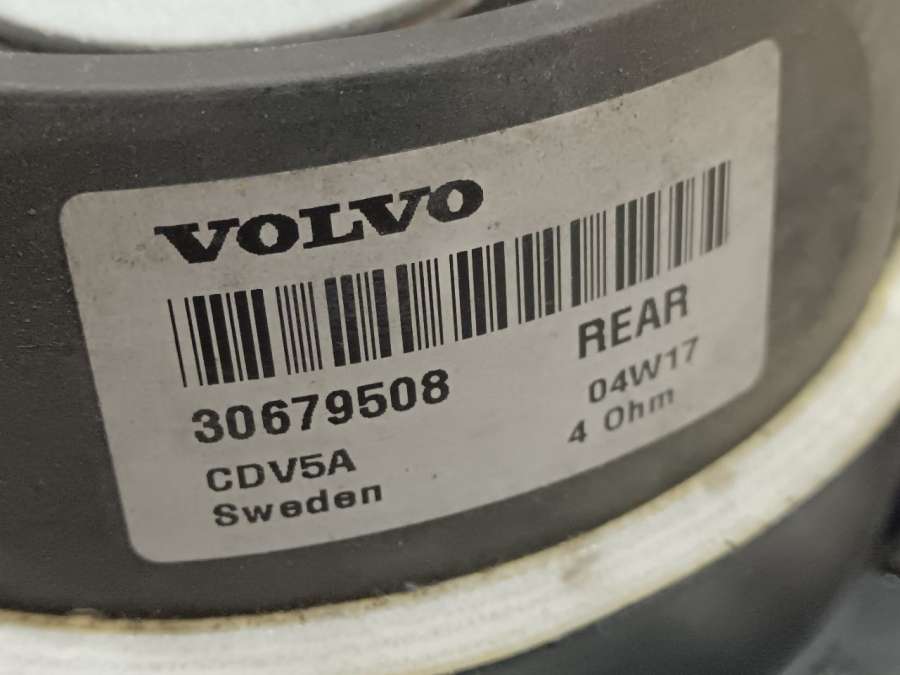 VOLVO
30679508
REAR
CDV5A
04W17
Sweden
4 Ohm